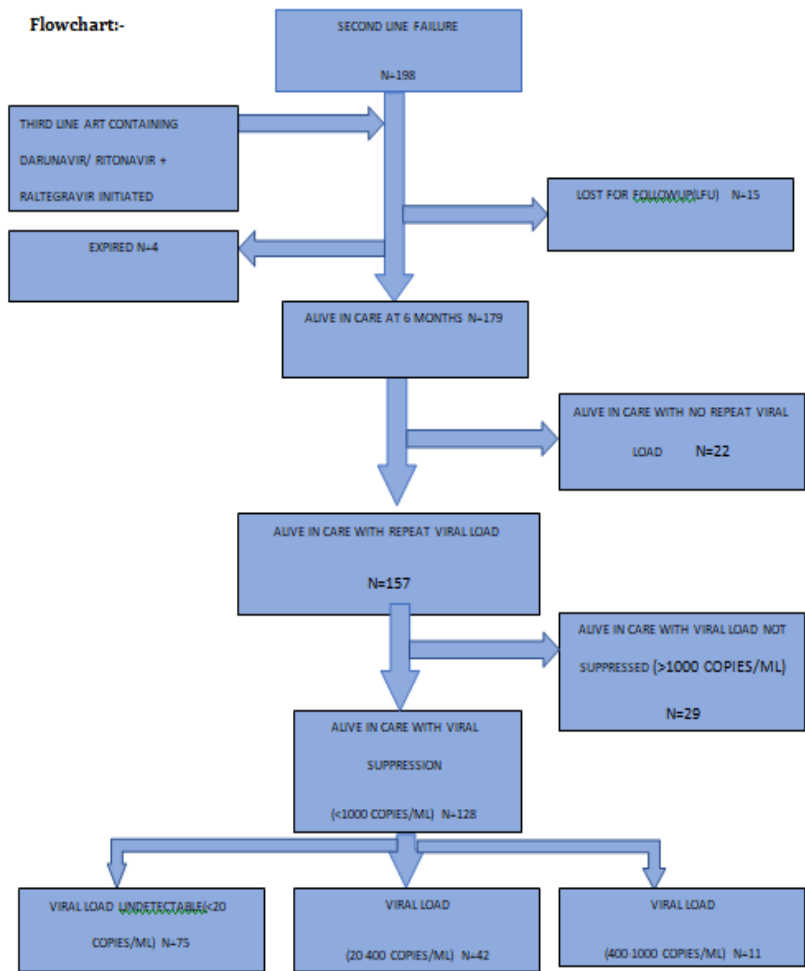 Flowchart:-
SECOND LINE FAILURE
N=198
THIRD LINE ART CONTAINING
DARUNAVIR/ RITONAVIR +
RALTEGRAVIR INITIATED
LOST FOR FOLLOWUP(LFU) N=15
EXPIRED N=4
ALIVE IN CARE AT 6 MONTHS N=179
ALIVE IN CARE WITH NO REPEAT VIRAL
LOAD N=22
ALIVE IN CARE WITH REPEAT VIRAL LOAD
N=157
ALIVE IN CARE WITH VIRAL LOAD NOT
SUPPRESSED (>1000 COPIES/ML)
N=29
ALIVE IN CARE WITH VIRAL
SUPPRESSION
(<1000 COPIES/ML) N=128
VIRAL LOAD UNDETECTABLE(<20
COPIES/ML) N=75
VIRAL LOAD
(20 400 COPIES/ML) N=42
VIRAL LOAD
(400 1000 COPIES/ML) N=11